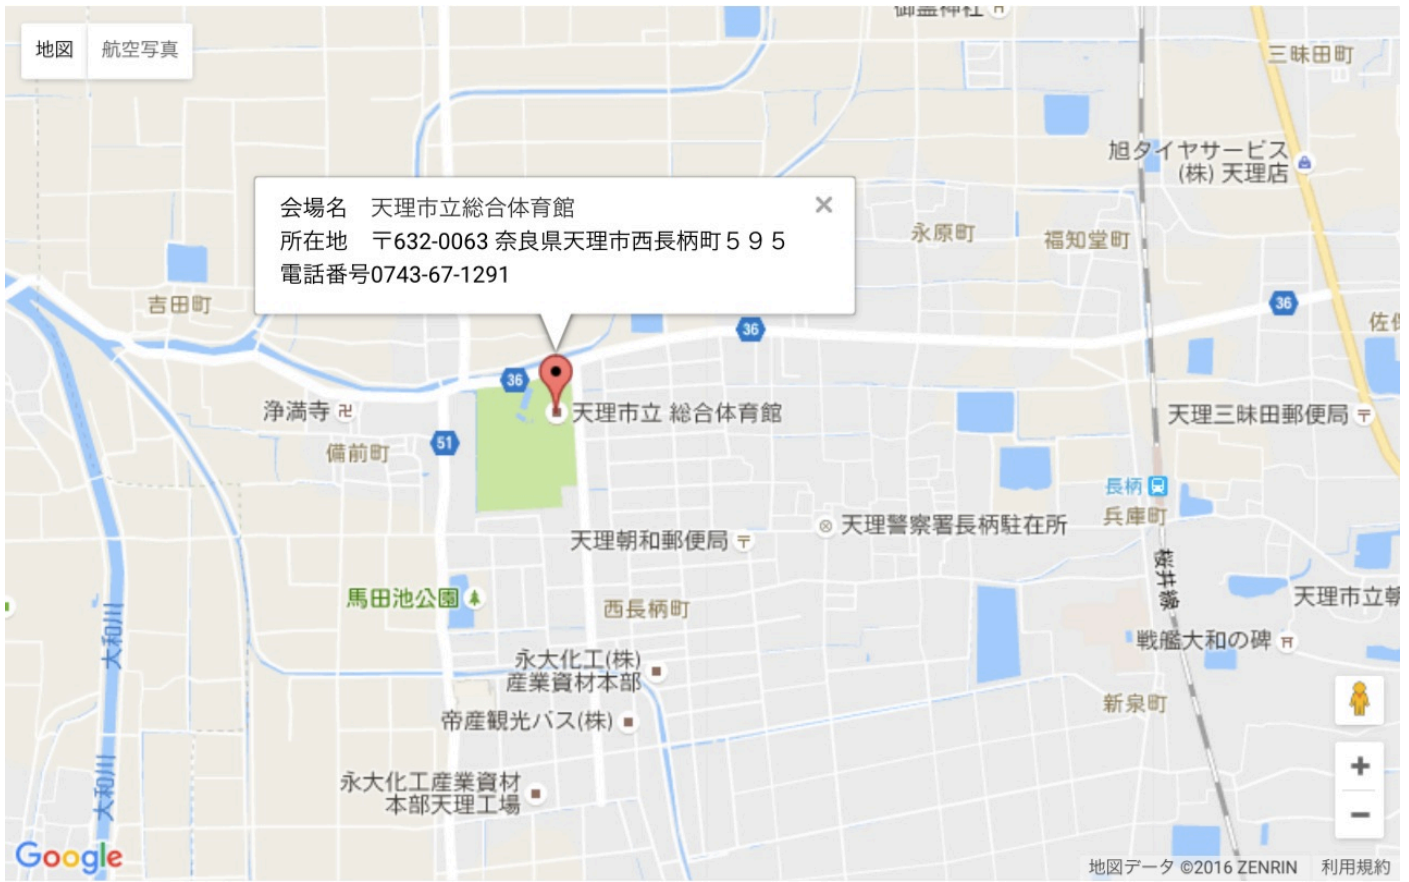 御霊神社
地図 航空写真
三昧田町
旭タイヤサービス
(株) 天理店
会場名 天理市立総合体育館
所在地 〒632-0063 奈良県天理市西長柄町５９５
電話番号0743-67-1291
永原町
福知堂町
吉田町
36
36
佐保
36
浄満寺
天理市立 総合体育館
天理三昧田郵便局
備前町
51
長柄
兵庫町
天理警察署長柄駐在所
天理朝和郵便局
桜井線
馬田池公園
西長柄町
天理市立朝
大和川
戦艦大和の碑
永大化工(株)
産業資材本部
新泉町
帝産観光バス(株)
大和川
永大化工産業資材
本部天理工場
Google
地図データ ©2016 ZENRIN 利用規約